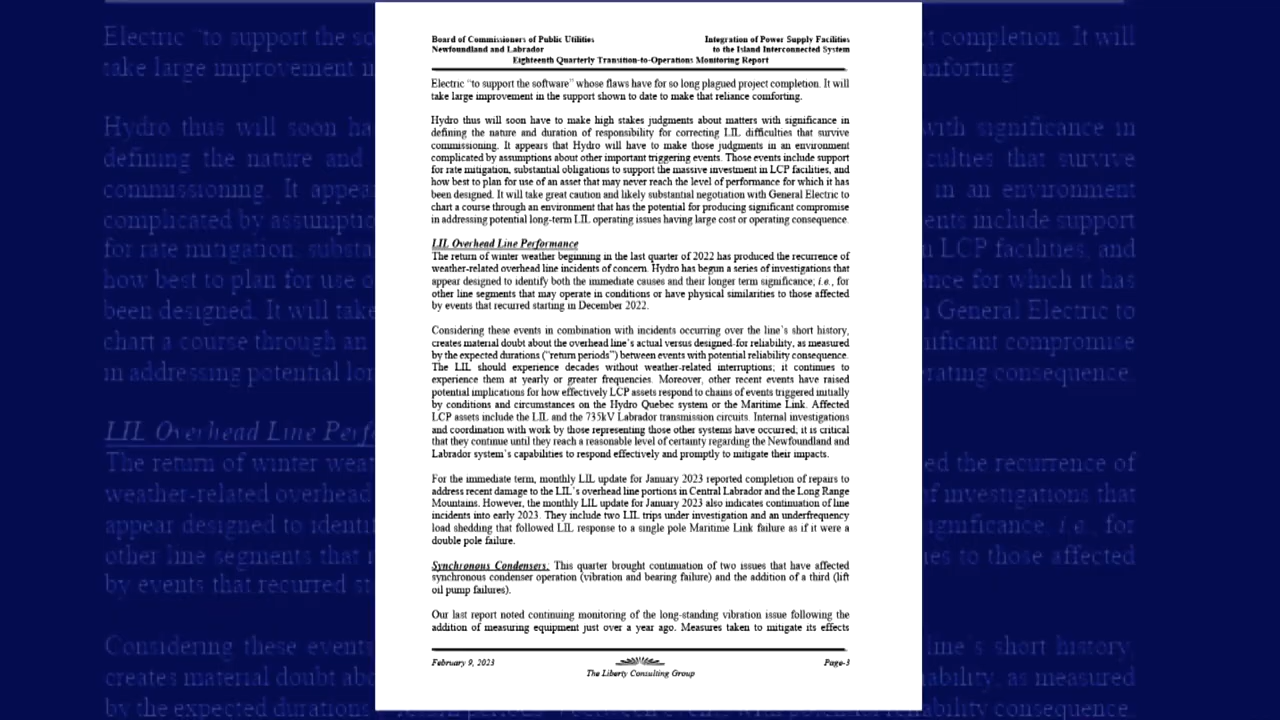 Board of Commissioners of Public Utilities
Newfoundland and Labrador
Integration of Power Supply Facilities
to the Island Interconnected System
Eighteenth Quarterly Transition-to-Operations Monitoring Report
Electric “to support the software” whose flaws have for so long plagued project completion. It will
take large improvement in the support shown to date to make that reliance comforting.
Hydro thus will soon have to make high stakes judgments about matters with significance in
defining the nature and duration of responsibility for correcting LIL difficulties that survive
commissioning. It appears that Hydro will have to make those judgments in an environment
complicated by assumptions about other important triggering events. Those events include support
for rate mitigation, substantial obligations to support the massive investment in LCP facilities, and
how best to plan for use of an asset that may never reach the level of performance for which it has
been designed. It will take great caution and likely substantial negotiation with General Electric to
chart a course through an environment that has the potential for producing significant compromise
in addressing potential long-term LIL operating issues having large cost or operating consequence.
LIL Overhead Line Performance
The return of winter weather beginning in the last quarter of 2022 has produced the recurrence of
weather-related overhead line incidents of concern. Hydro has begun a series of investigations that
appear designed to identify both the immediate causes and their longer term significance; i.e., for
other line segments that may operate in conditions or have physical similarities to those affected
by events that recurred starting in December 2022.
Considering these events in combination with incidents occurring over the line’s short history,
creates material doubt about the overhead line’s actual versus designed-for reliability, as measured
by the expected durations (“return periods”) between events with potential reliability consequence.
The LIL should experience decades without weather-related interruptions; it continues to
experience them at yearly or greater frequencies. Moreover, other recent events have raised
potential implications for how effectively LCP assets respond to chains of events triggered initially
by conditions and circumstances on the Hydro Quebec system or the Maritime Link. Affected
LCP assets include the LIL and the 735kV Labrador transmission circuits. Internal investigations
and coordination with work by those representing those other systems have occurred; it is critical
that they continue until they reach a reasonable level of certainty regarding the Newfoundland and
Labrador system’s capabilities to respond effectively and promptly to mitigate their impacts.
For the immediate term, monthly LIL update for January 2023 reported completion of repairs to
address recent damage to the LIL’s overhead line portions in Central Labrador and the Long Range
Mountains. However, the monthly LIL update for January 2023 also indicates continuation of line
incidents into early 2023. They include two LIL trips under investigation and an underfrequency
load shedding that followed LIL response to a single pole Maritime Link failure as if it were a
double pole failure.
Synchronous Condensers: This quarter brought continuation of two issues that have affected
synchronous condenser operation (vibration and bearing failure) and the addition of a third (lift
oil pump failures).
Our last report noted continuing monitoring of the long-standing vibration issue following the
addition of measuring equipment just over a year ago. Measures taken to mitigate its effects
February 9, 2023
The Liberty Consulting Group
Page-3